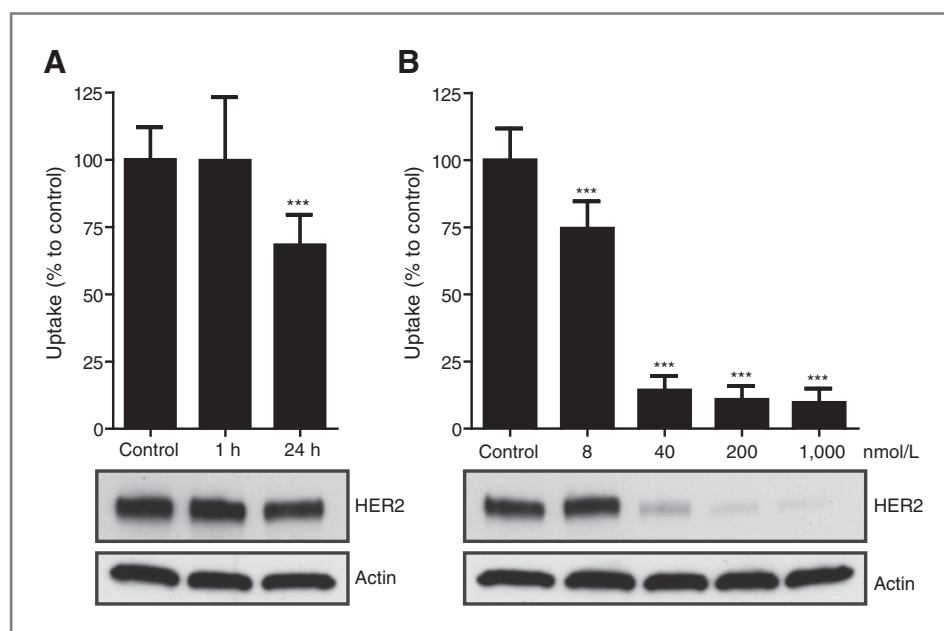 A
125
100
75
50
25
0
Uptake (% to control)
***
Control 1 h 24 h
HER2
Actin
B
125
100
75
50
25
0
Uptake (% to control)
***
***
***
***
Control 8 40 200 1,000 nmol/L
HER2
Actin